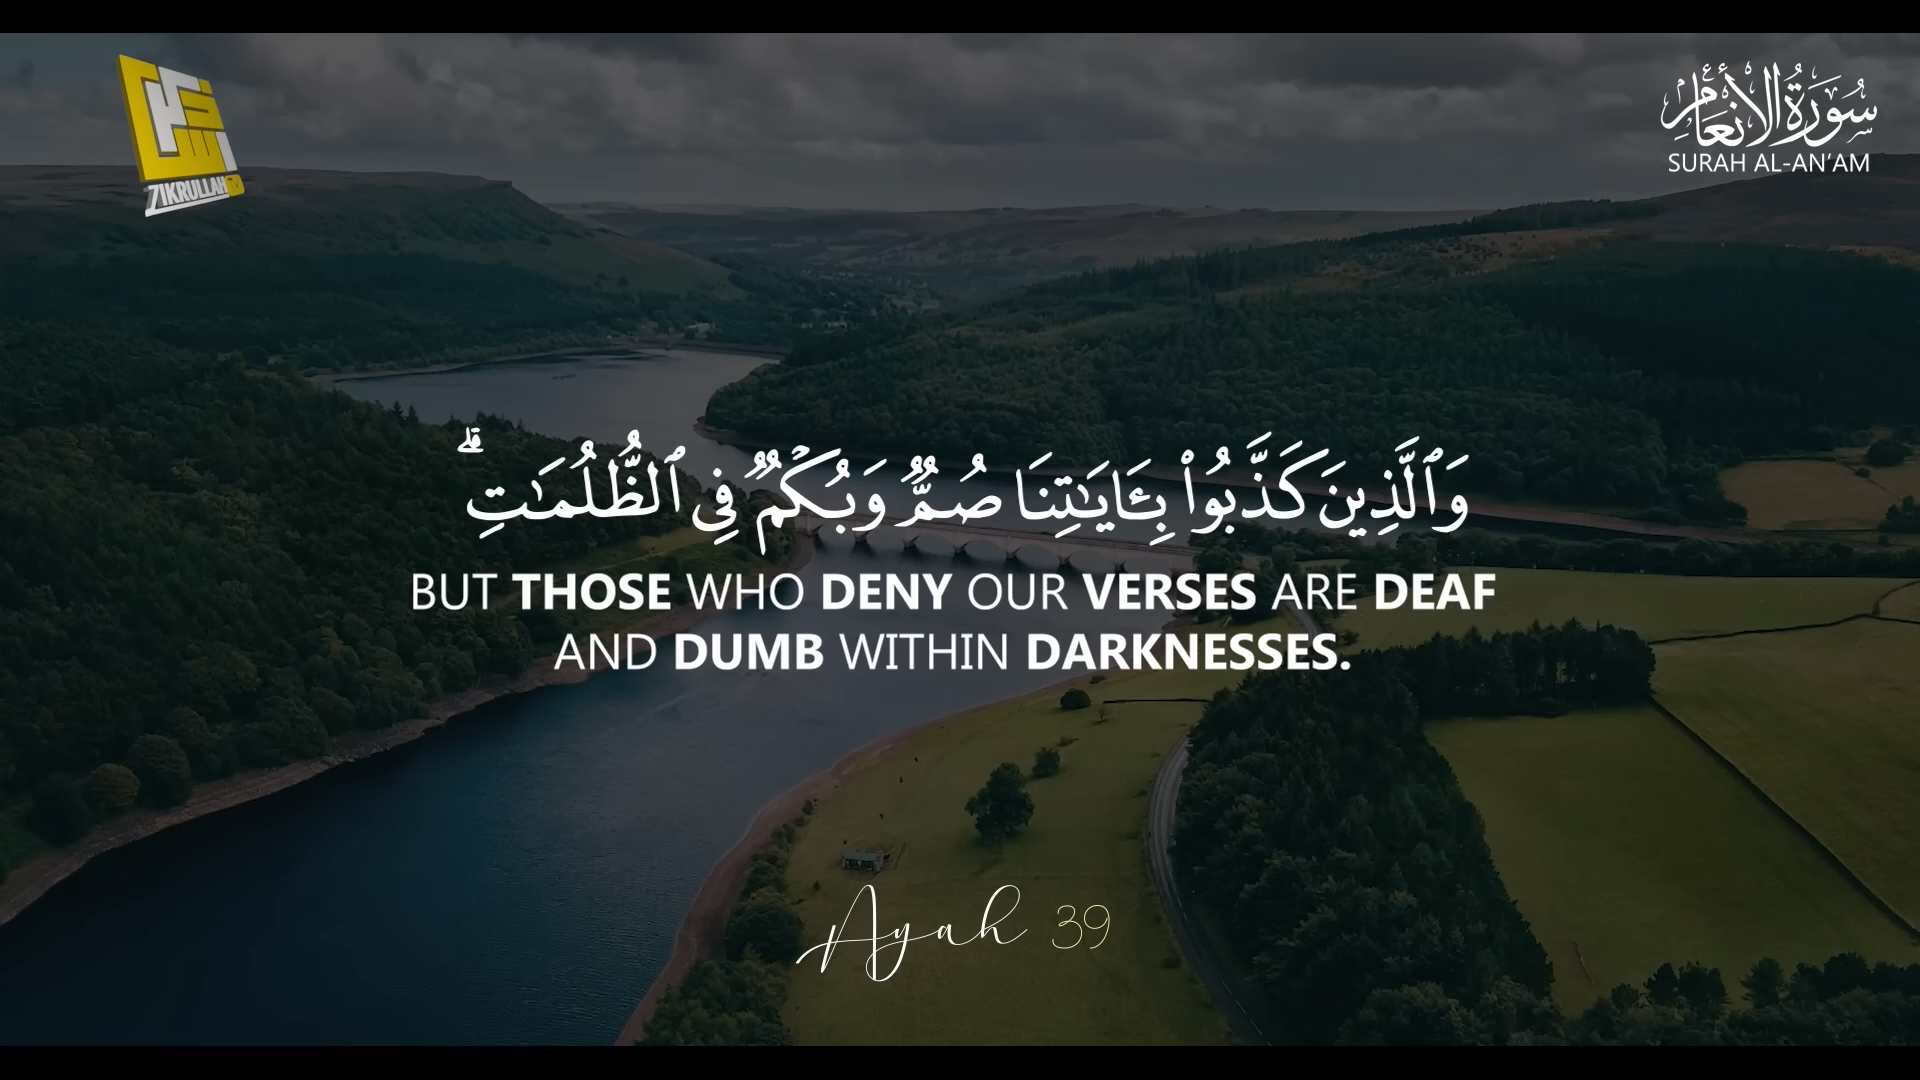 ZIKRULLAH TV
سُورَةُ الأَنْعَامِ
SURAH AL-AN'AM
وَٱلَّذِينَ كَذَّبُوا۟ بِـَٔايَـٰتِنَا صُمٌّ وَبُكْمٌ فِى ٱلظُّلُمَـٰتِ ۗ
BUT THOSE WHO DENY OUR VERSES ARE DEAF
AND DUMB WITHIN DARKNESSES.
Ayah 39